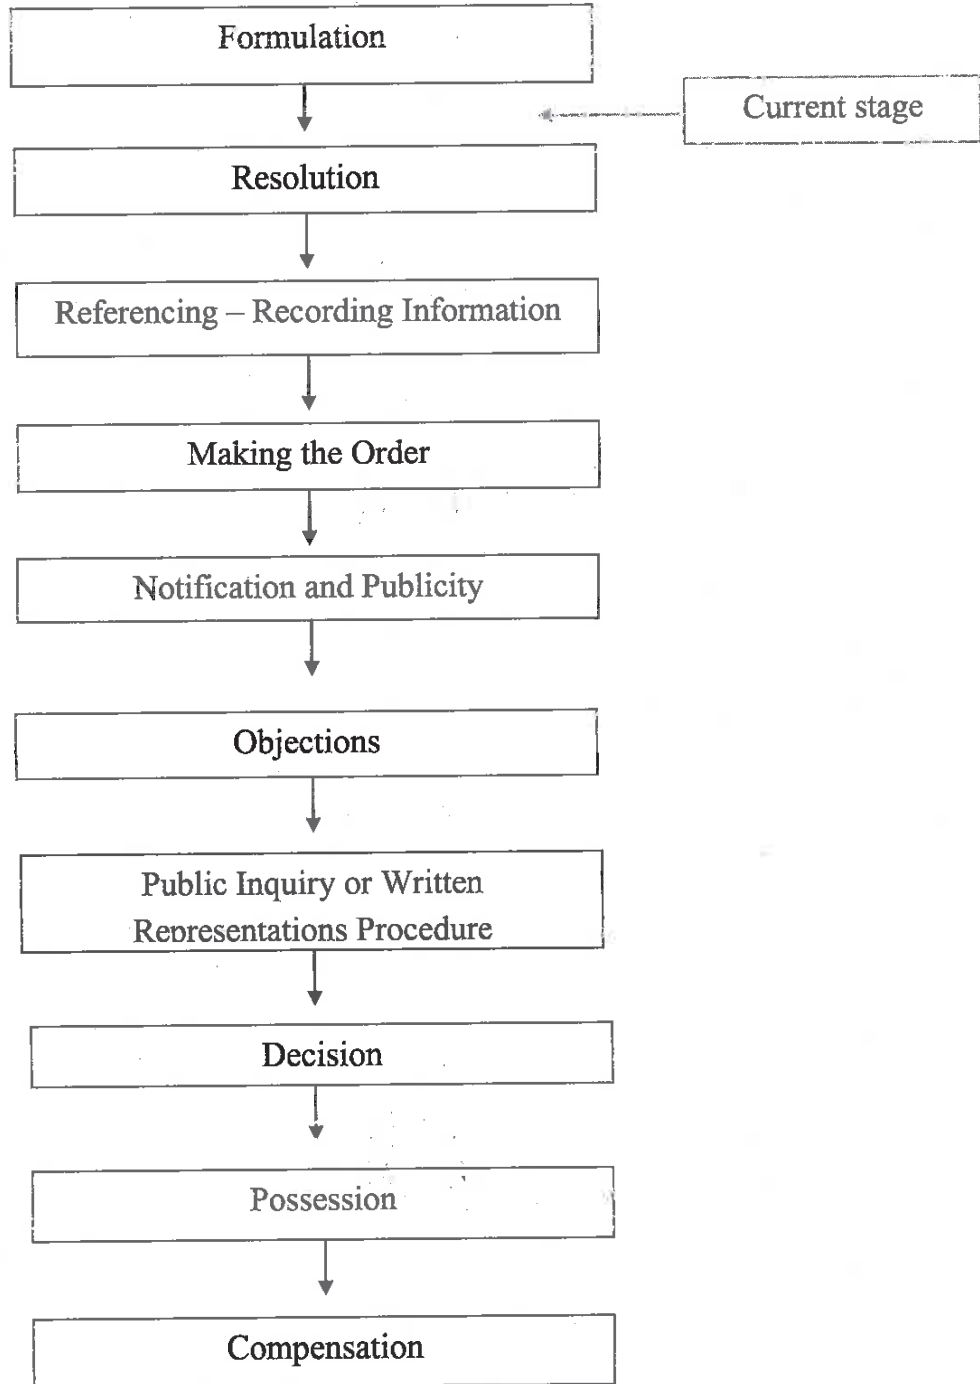 Formulation
Current stage
Resolution
Referencing – Recording Information
Making the Order
Notification and Publicity
Objections
Public Inquiry or Written
Representations Procedure
Decision
Possession
Compensation